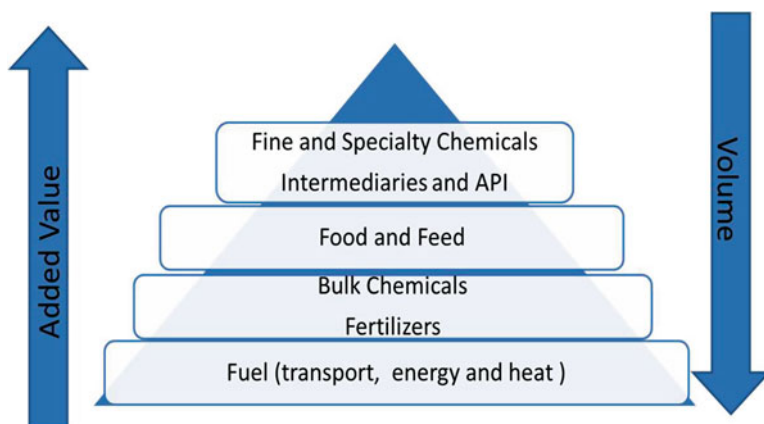 Added Value
Fine and Specialty Chemicals
Intermediaries and API
Food and Feed
Bulk Chemicals
Fertilizers
Fuel (transport, energy and heat )
Volume